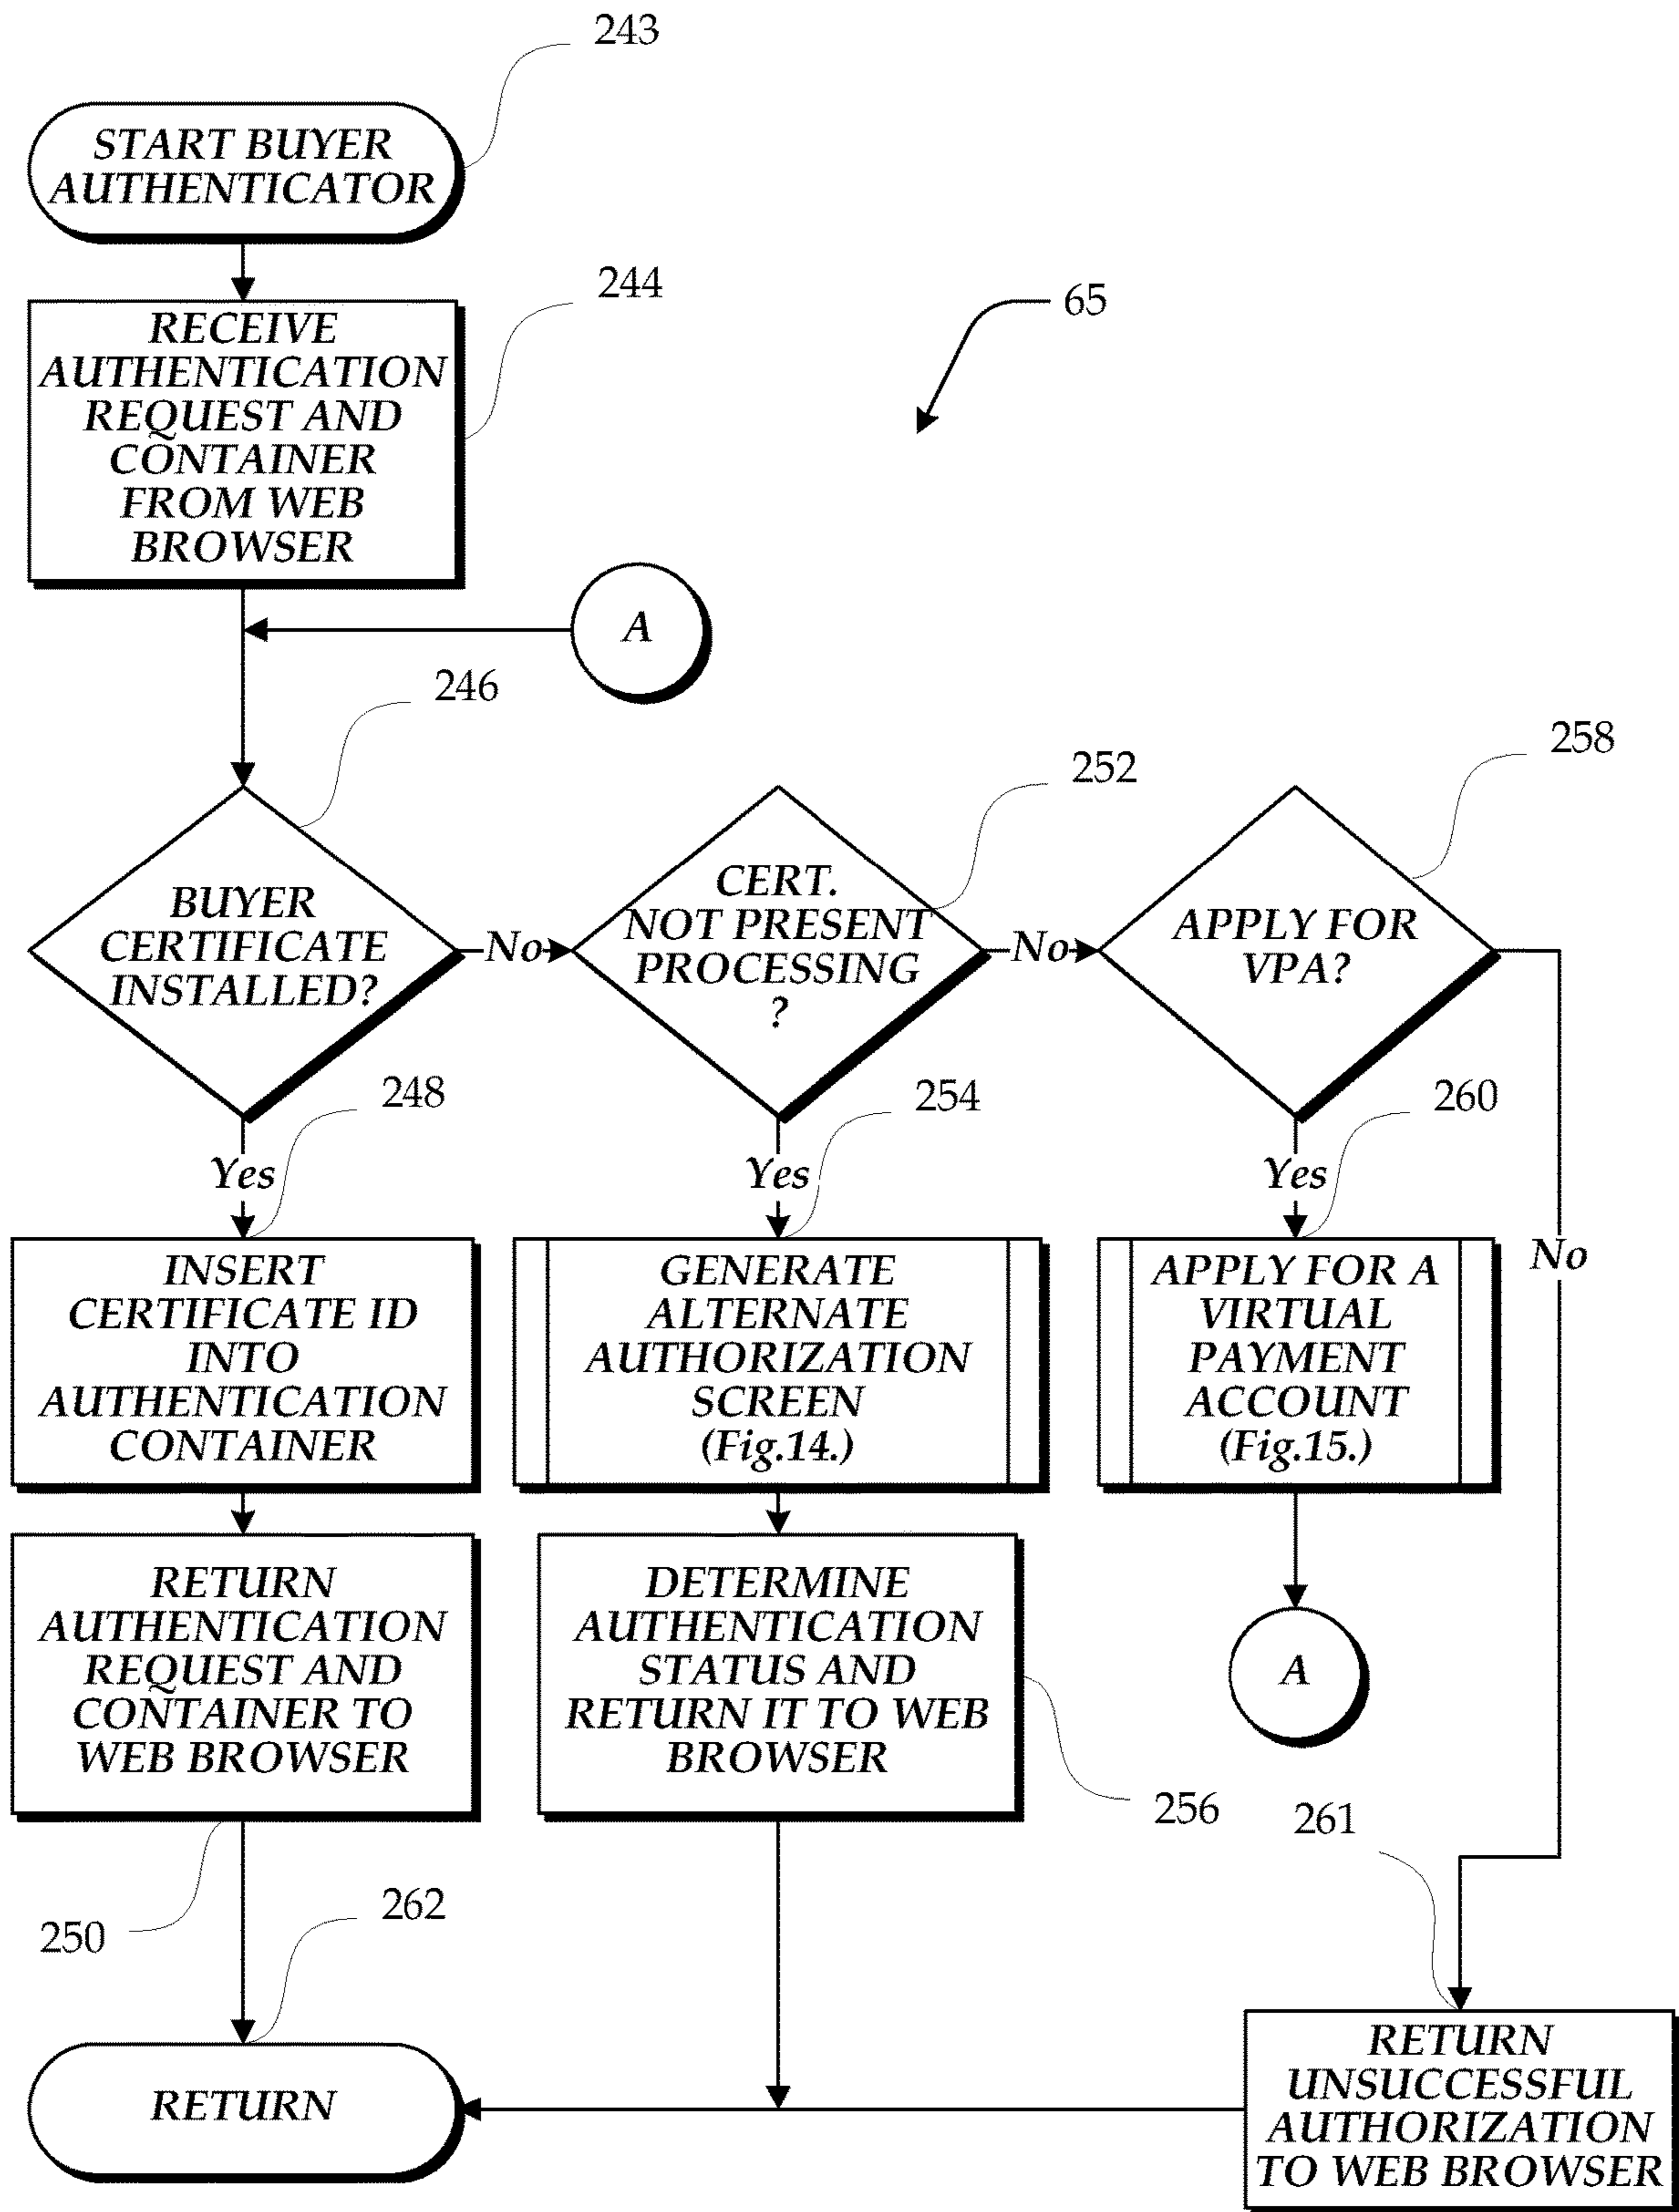 243
START BUYER
AUTHENTICATOR
244
RECEIVE
AUTHENTICATION
REQUEST AND
CONTAINER
FROM WEB
BROWSER
65
A
246
252
258
BUYER
CERTIFICATE
INSTALLED?
No
CERT.
NOT PRESENT
PROCESSING
?
No
APPLY FOR
VPA?
248
254
260
Yes
Yes
Yes
No
INSERT
CERTIFICATE ID
INTO
AUTHENTICATION
CONTAINER
GENERATE
ALTERNATE
AUTHORIZATION
SCREEN
(Fig.14.)
APPLY FOR A
VIRTUAL
PAYMENT
ACCOUNT
(Fig.15.)
RETURN
AUTHENTICATION
REQUEST AND
CONTAINER TO
WEB BROWSER
DETERMINE
AUTHENTICATION
STATUS AND
RETURN IT TO WEB
BROWSER
A
256
261
250
262
RETURN
RETURN
UNSUCCESSFUL
AUTHORIZATION
TO WEB BROWSER